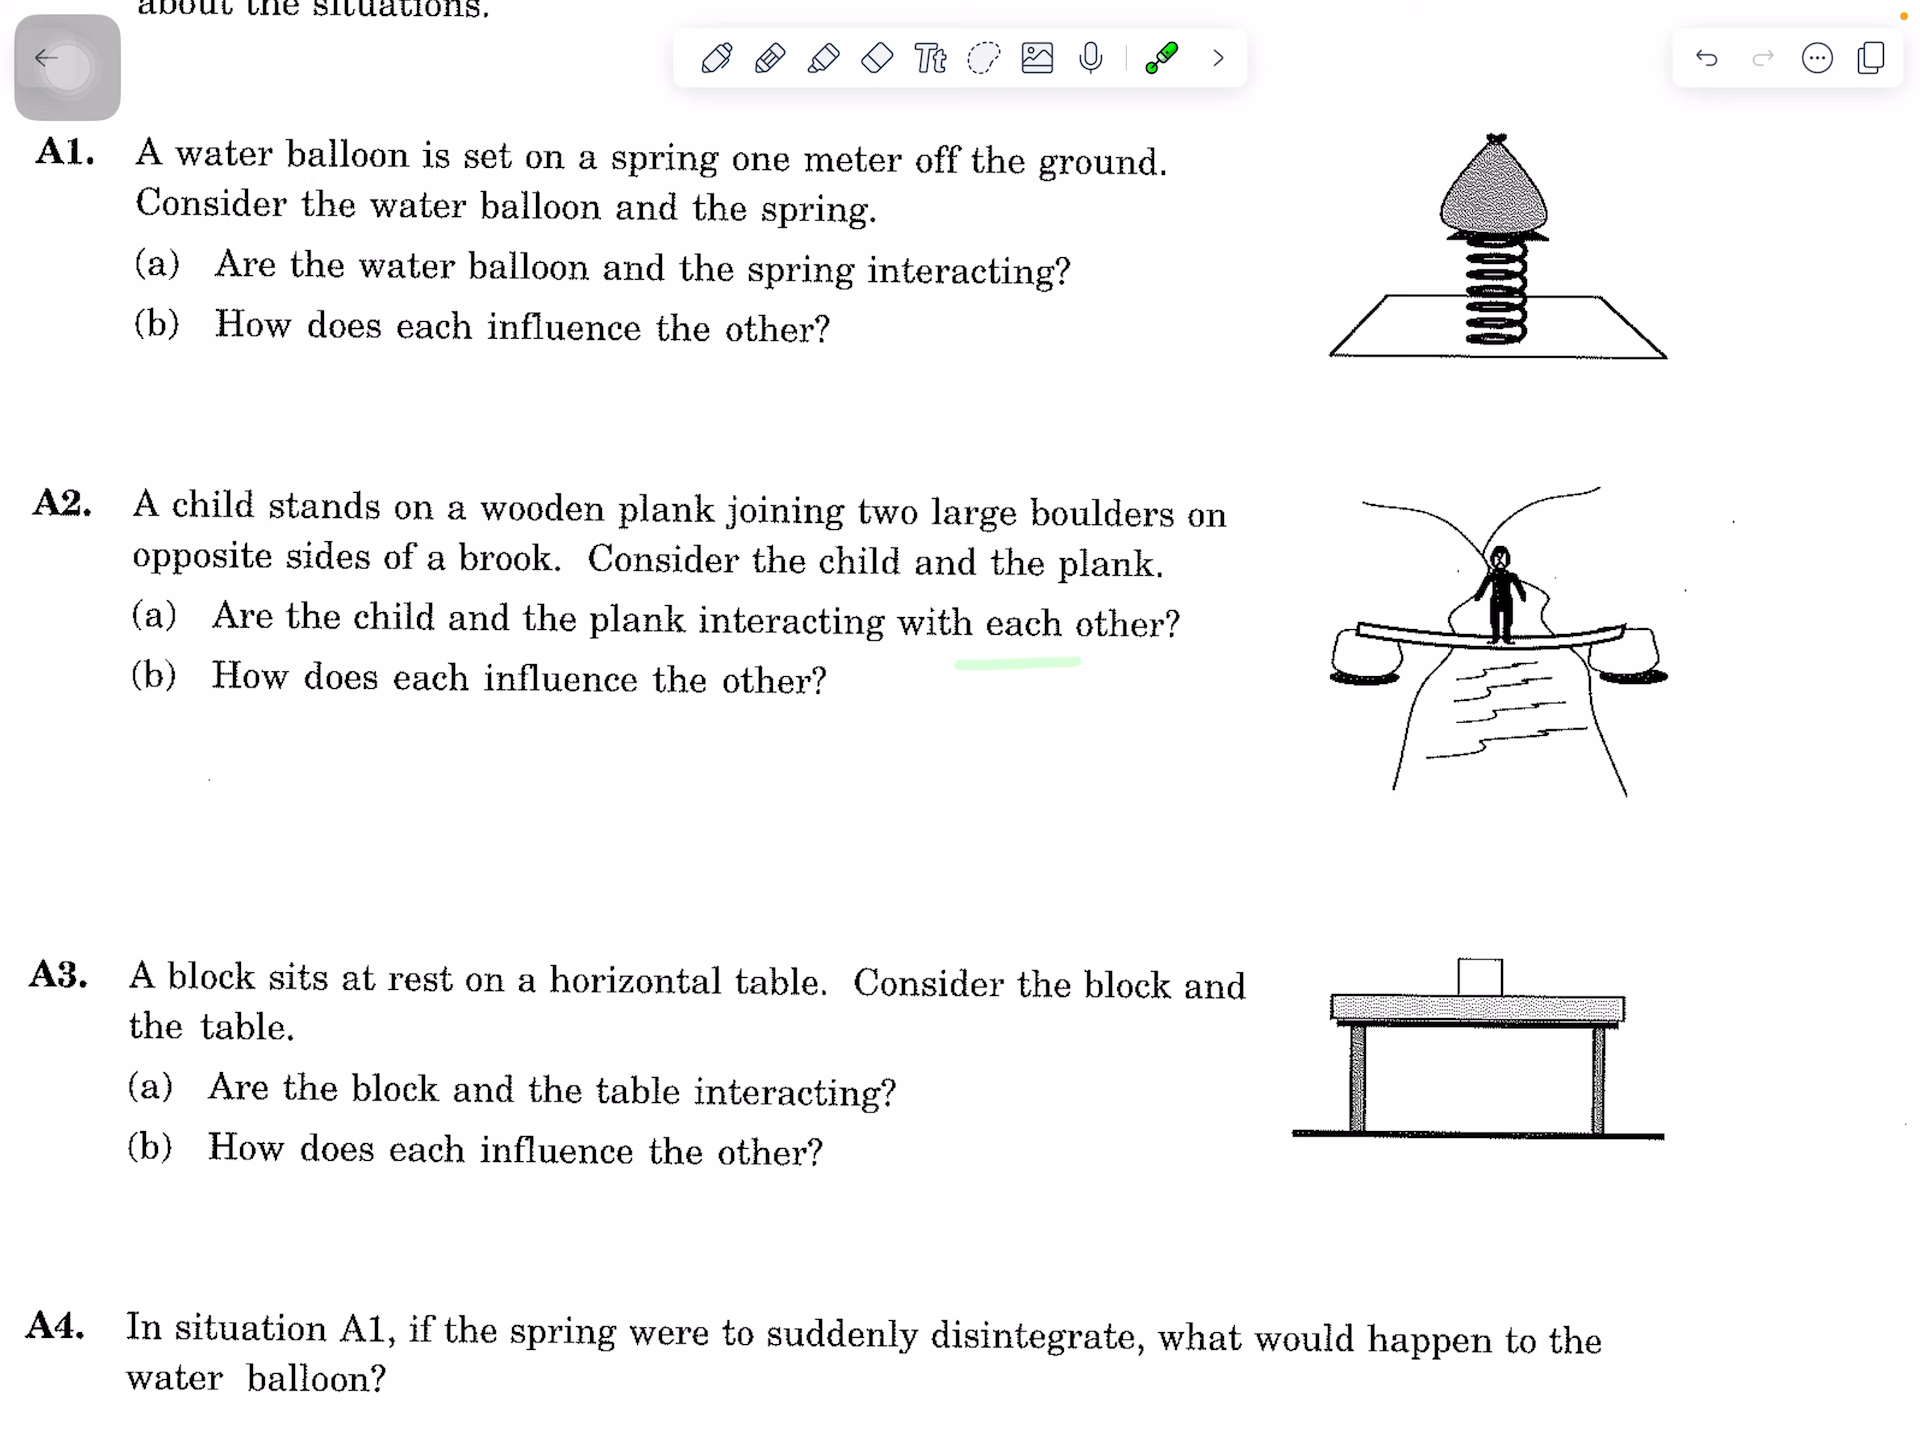 about the situations.
Tt
A1. A water balloon is set on a spring one meter off the ground.
Consider the water balloon and the spring.
(a) Are the water balloon and the spring interacting?
(b) How does each influence the other?
A2. A child stands on a wooden plank joining two large boulders on
opposite sides of a brook. Consider the child and the plank.
(a) Are the child and the plank interacting with each other?
(b) How does each influence the other?
A3. A block sits at rest on a horizontal table. Consider the block and
the table.
(a) Are the block and the table interacting?
(b) How does each influence the other?
A4. In situation A1, if the spring were to suddenly disintegrate, what would happen to the
water balloon?